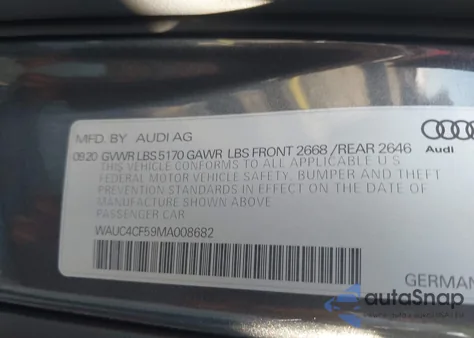 MFD. BY AUDI AG
09.20 GVWR LBS 5170 GAWR LBS FRONT 2668 /REAR 2646
Audi
THIS VEHICLE CONFORMS TO ALL APPLICABLE U S
FEDERAL MOTOR VEHICLE SAFETY, BUMPER AND THEFT
PREVENTION STANDARDS IN EFFECT ON THE DATE OF
MANUFACTURE SHOWN ABOVE
PASSENGER CAR
WAUC4CF59MA008682
GERMAN
autoSnap